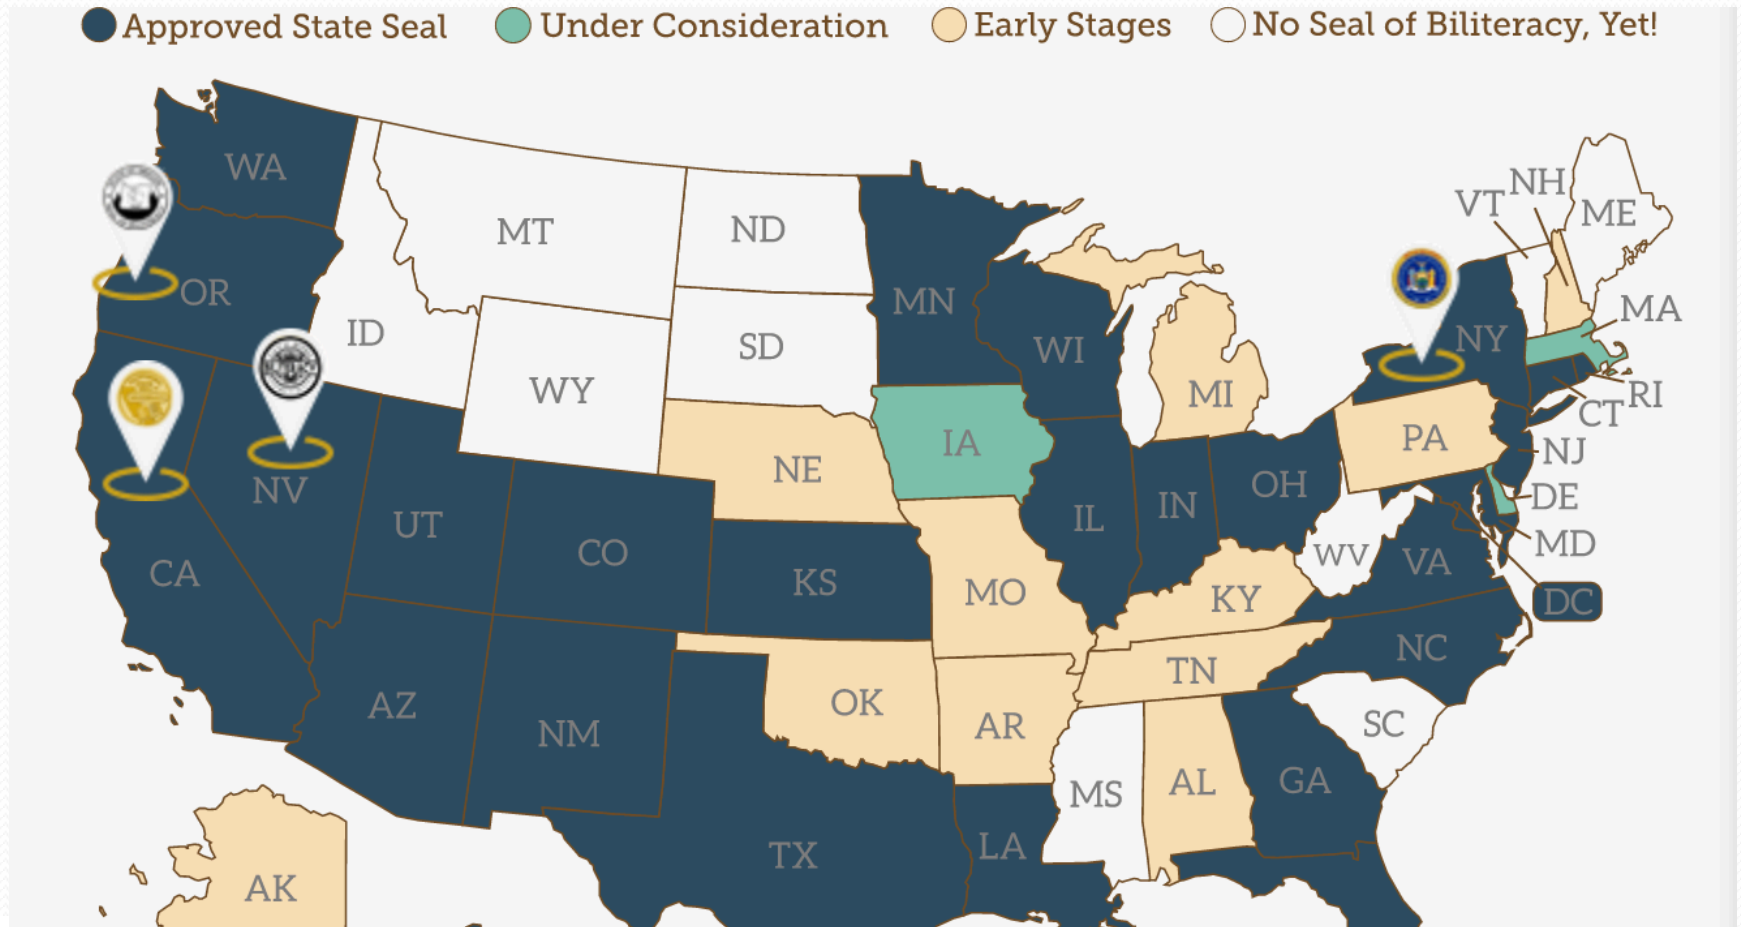 Approved State Seal
Under Consideration
Early Stages
No Seal of Biliteracy, Yet!
WA
MT
ND
MN
VT
NH
ME
OR
ID
SD
WI
MI
NY
MA
WY
RI
CT
NV
NE
IA
PA
NJ
DE
UT
CO
IL
IN
OH
MD
CA
KS
MO
KY
WV
VA
DC
AZ
NM
OK
AR
TN
NC
SC
TX
LA
MS
AL
GA
AK